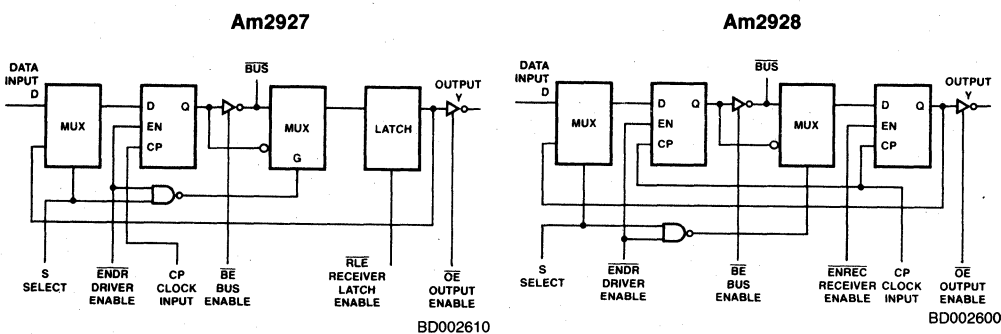 Am2927
DATA
INPUT
D
MUX
D Q
EN
CP
BUS
MUX
G
LATCH
OUTPUT
Y
S
SELECT
ENDR
DRIVER
ENABLE
CP
CLOCK
INPUT
BE
BUS
ENABLE
RLE
RECEIVER
LATCH
ENABLE
OE
OUTPUT
ENABLE
BD002610
Am2928
DATA
INPUT
D
MUX
D Q
EN
CP
BUS
MUX
D Q
EN
CP
OUTPUT
Y
S
SELECT
ENDR
DRIVER
ENABLE
BE
BUS
ENABLE
ENREC
RECEIVER
ENABLE
CP
CLOCK
INPUT
OE
OUTPUT
ENABLE
BD002600